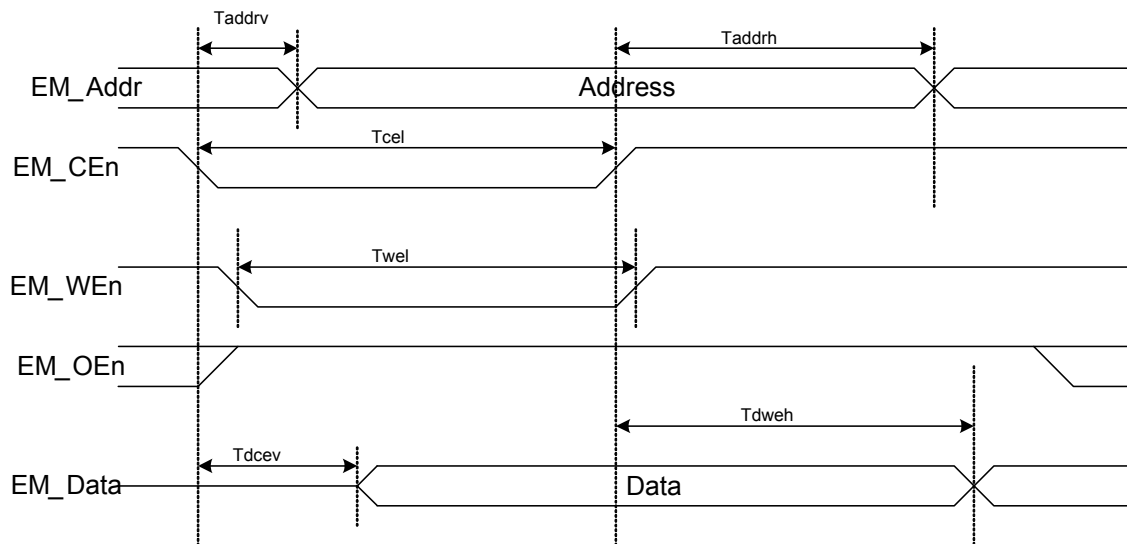 Taddrv
Taddrh
EM_Addr
Address
Tcel
EM_CEn
Twel
EM_WEn
EM_OEn
Tdweh
Tdcev
EM_Data
Data